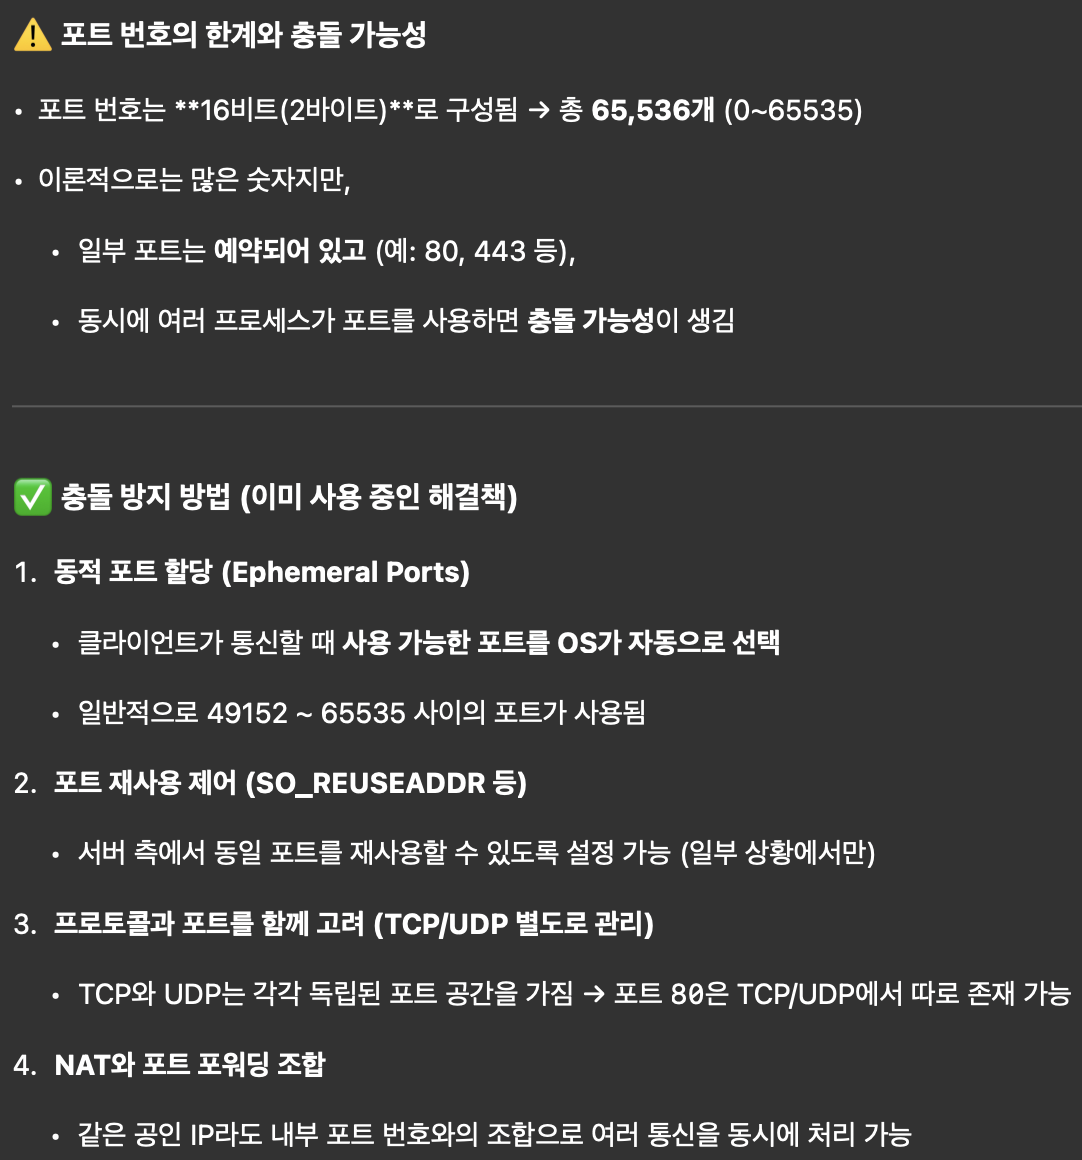 ⚠️ 포트 번호의 한계와 충돌 가능성
• 포트 번호는 **16비트(2바이트)**로 구성됨 → 총 65,536개 (0~65535)
• 이론적으로는 많은 숫자지만,
• 일부 포트는 예약되어 있고 (예: 80, 443 등),
• 동시에 여러 프로세스가 포트를 사용하면 충돌 가능성이 생김
✅ 충돌 방지 방법 (이미 사용 중인 해결책)
1. 동적 포트 할당 (Ephemeral Ports)
• 클라이언트가 통신할 때 사용 가능한 포트를 OS가 자동으로 선택
• 일반적으로 49152 ~ 65535 사이의 포트가 사용됨
2. 포트 재사용 제어 (SO_REUSEADDR 등)
• 서버 측에서 동일 포트를 재사용할 수 있도록 설정 가능 (일부 상황에서만)
3. 프로토콜과 포트를 함께 고려 (TCP/UDP 별도로 관리)
• TCP와 UDP는 각각 독립된 포트 공간을 가짐 → 포트 80은 TCP/UDP에서 따로 존재 가능
4. NAT와 포트 포워딩 조합
• 같은 공인 IP라도 내부 포트 번호와의 조합으로 여러 통신을 동시에 처리 가능